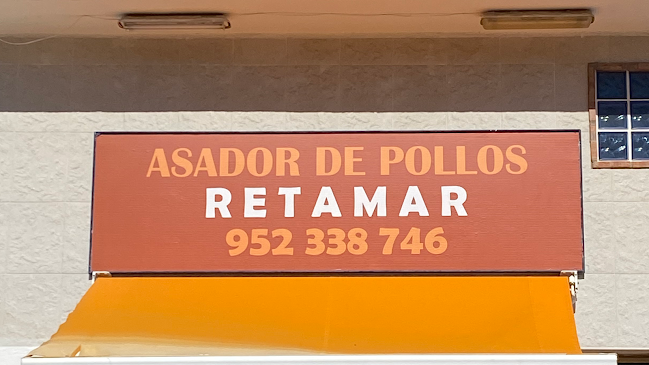 ASADOR DE POLLOS
RETAMAR
952 338 746